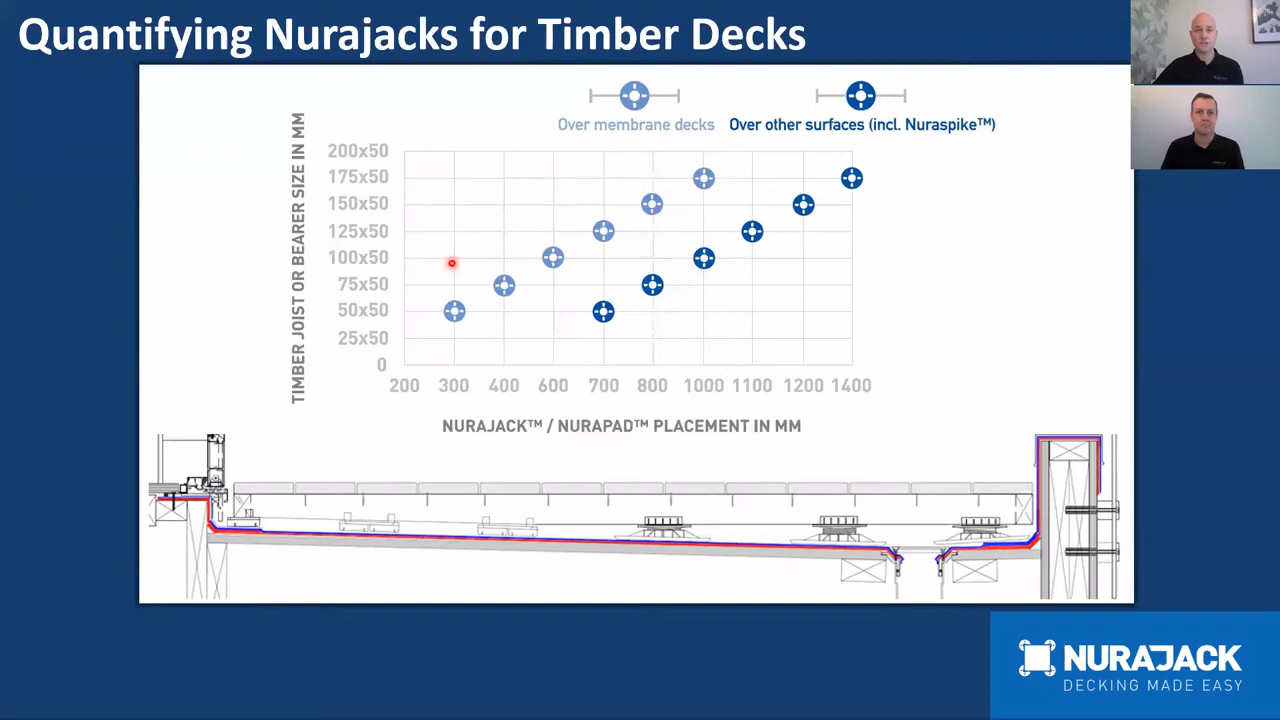 Quantifying Nurajacks for Timber Decks
Over membrane decks
Over other surfaces (incl. Nuraspike™)
TIMBER JOIST OR BEARER SIZE IN MM
200x50
175x50
150x50
125x50
100x50
75x50
50x50
25x50
0
200 300 400 600 700 800 1000 1100 1200 1400
NURAJACK™ / NURAPAD™ PLACEMENT IN MM
NURAJACK
DECKING MADE EASY